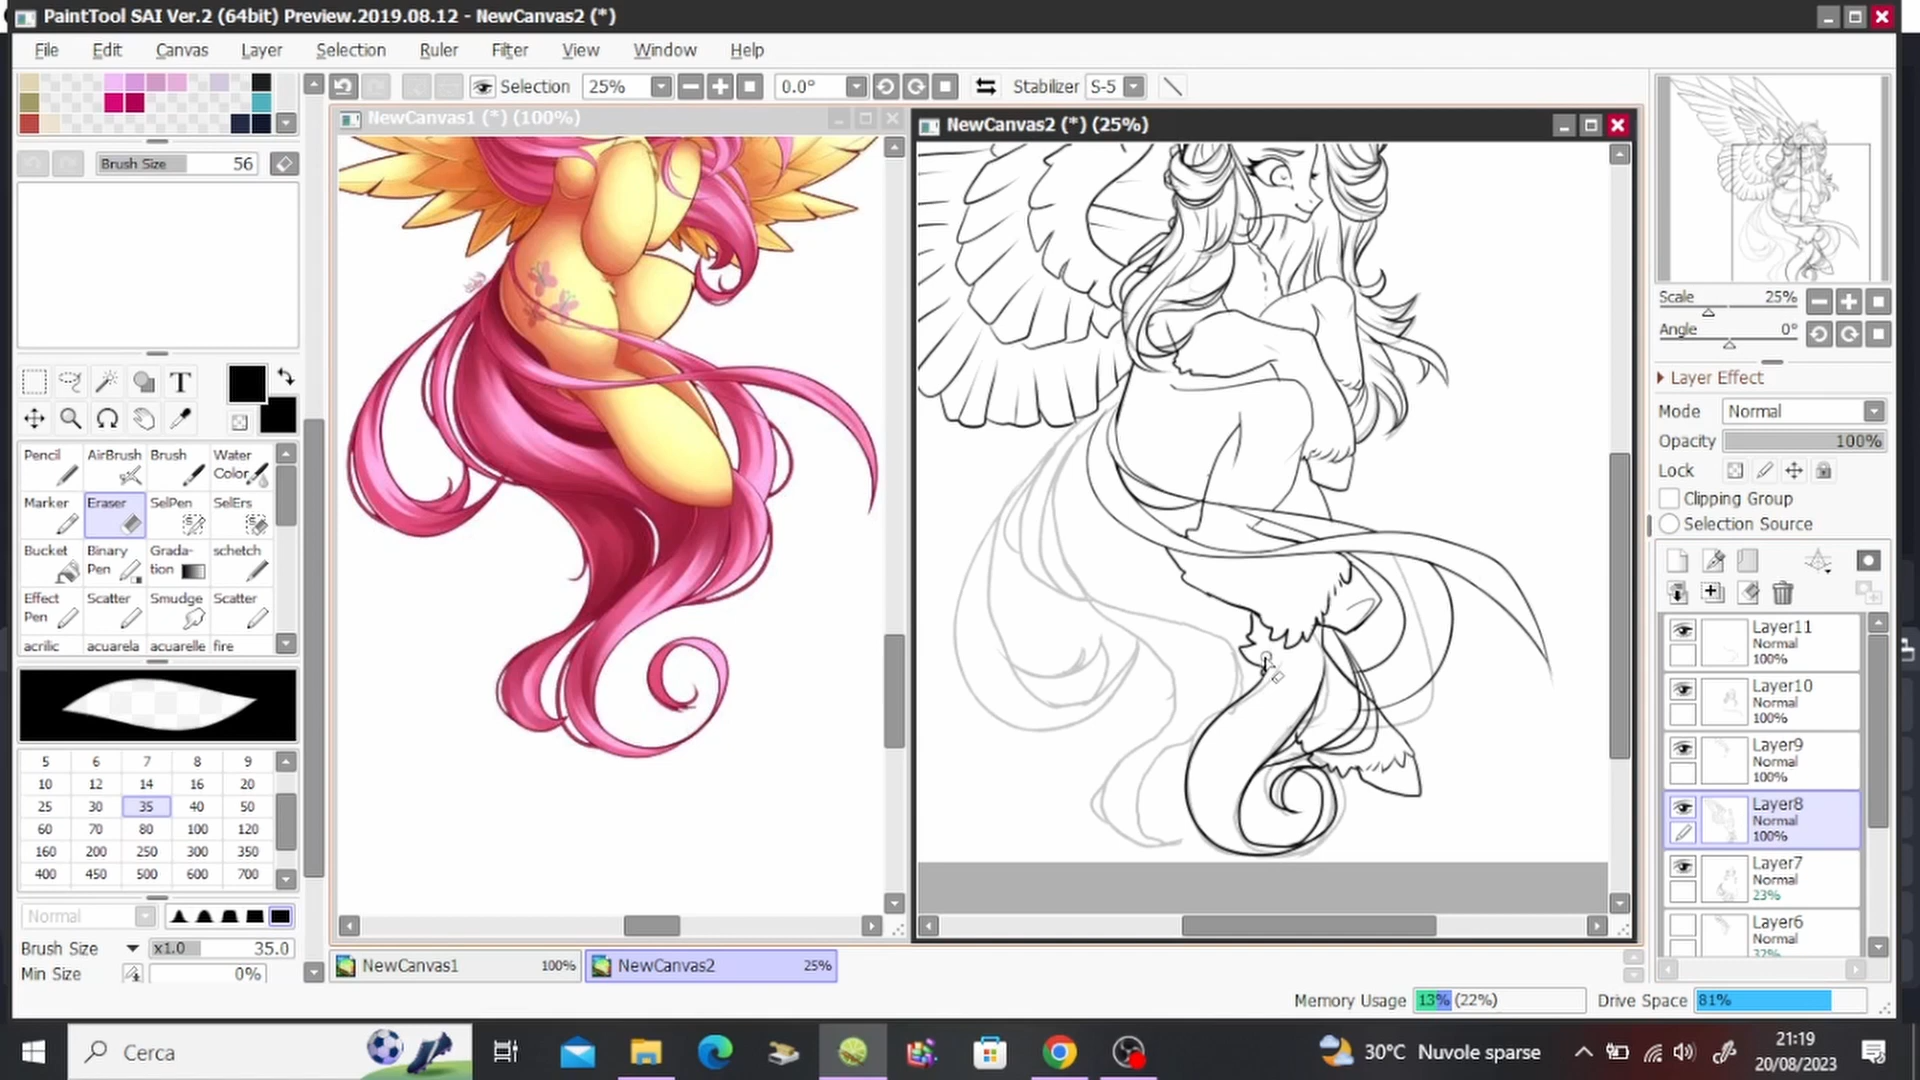 PaintTool SAI Ver.2 (64bit) Preview.2019.08.12 - NewCanvas2 (*)
File Edit Canvas Layer Selection Ruler Filter View Window Help
Selection 25% 0.0° Stabilizer S-5
NewCanvas1 (*) (100%)
NewCanvas2 (*) (25%)
Brush Size 56
Scale 25%
Angle 0°
Layer Effect
Mode Normal
Opacity 100%
Lock
Clipping Group
Selection Source
T
Pencil AirBrush Brush Water Color
Marker Eraser SelPen SelErs
Bucket Binary Pen Grada-tion schetch
Effect Pen Scatter Smudge Scatter
acrilic acuarela acuarelle fire
5 6 7 8 9
10 12 14 16 20
25 30 35 40 50
60 70 80 100 120
160 200 250 300 350
400 450 500 600 700
Normal
Brush Size x1.0 35.0
Min Size 0%
Layer11
Normal
100%
Layer10
Normal
100%
Layer9
Normal
100%
Layer8
Normal
100%
Layer7
Normal
23%
Layer6
Normal
32%
NewCanvas1 100%
NewCanvas2 25%
Memory Usage 13% (22%) Drive Space 81%
Cerca
30°C Nuvole sparse
21:19
20/08/2023